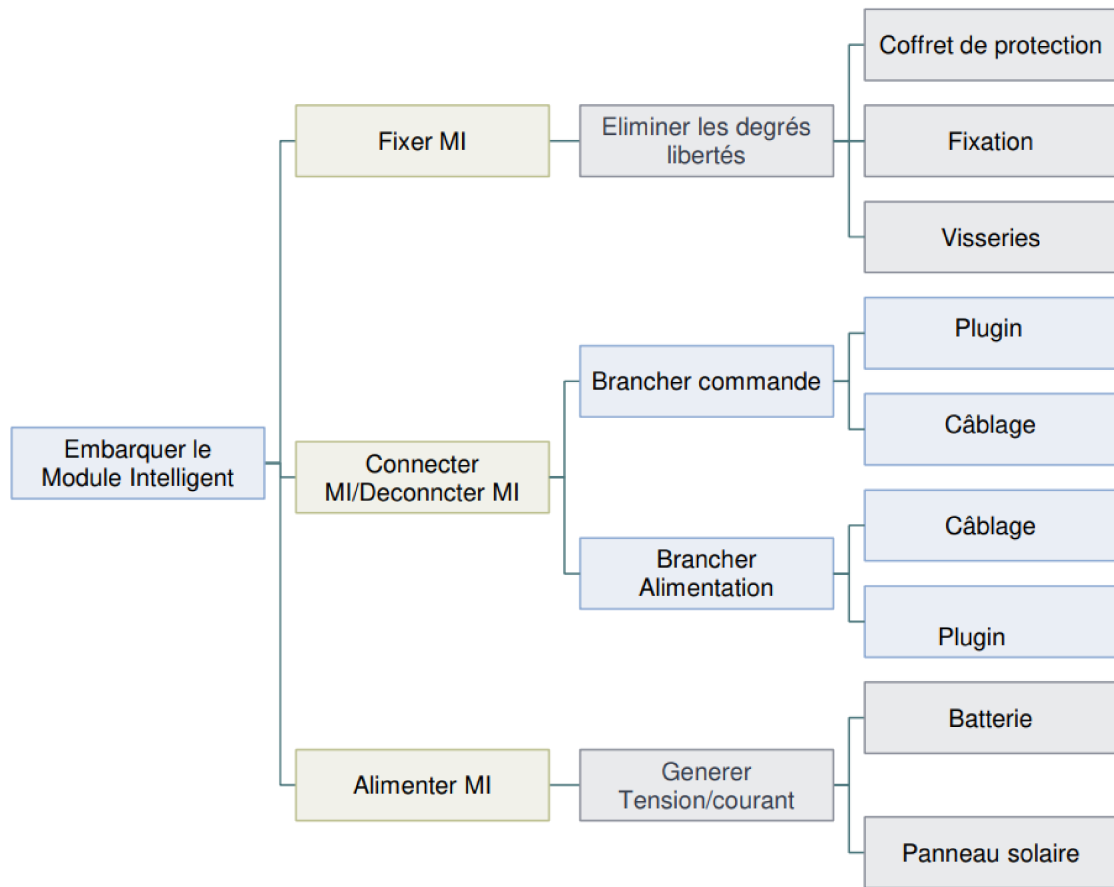 Coffret de protection
Fixer MI
Eliminer les degrés
libertés
Fixation
Visseries
Plugin
Brancher commande
Câblage
Embarquer le
Module Intelligent
Connecter
MI/Deconncter MI
Câblage
Brancher
Alimentation
Plugin
Batterie
Alimenter MI
Generer
Tension/courant
Panneau solaire